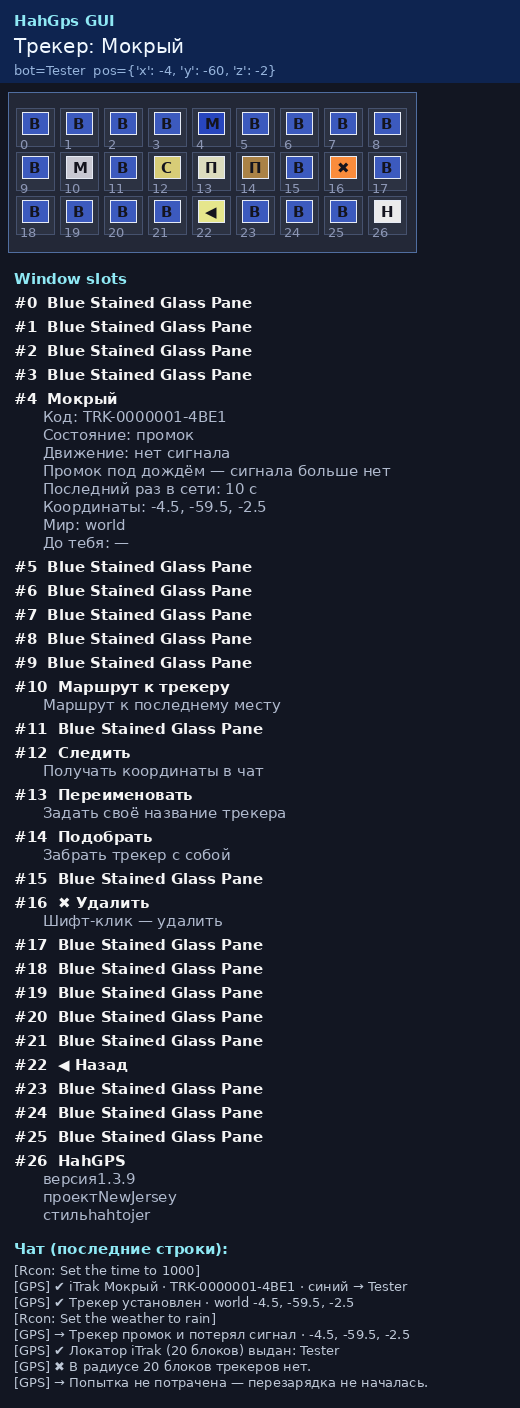 HahGps GUI
Трекер: Мокрый
bot=Tester  pos={'x': -4, 'y': -60, 'z': -2}
B B B B M B B B B
0 1 2 3 4 5 6 7 8
B M B С П П B ✖ B
9 10 11 12 13 14 15 16 17
B B B B ◀ B B B H
18 19 20 21 22 23 24 25 26
Window slots
#0  Blue Stained Glass Pane
#1  Blue Stained Glass Pane
#2  Blue Stained Glass Pane
#3  Blue Stained Glass Pane
#4  Мокрый
Код: TRK-0000001-4BE1
Состояние: промок
Движение: нет сигнала
Промок под дождём — сигнала больше нет
Последний раз в сети: 10 с
Координаты: -4.5, -59.5, -2.5
Мир: world
До тебя: —
#5  Blue Stained Glass Pane
#6  Blue Stained Glass Pane
#7  Blue Stained Glass Pane
#8  Blue Stained Glass Pane
#9  Blue Stained Glass Pane
#10  Маршрут к трекеру
Маршрут к последнему месту
#11  Blue Stained Glass Pane
#12  Следить
Получать координаты в чат
#13  Переименовать
Задать своё название трекера
#14  Подобрать
Забрать трекер с собой
#15  Blue Stained Glass Pane
#16  ✖ Удалить
Шифт-клик — удалить
#17  Blue Stained Glass Pane
#18  Blue Stained Glass Pane
#19  Blue Stained Glass Pane
#20  Blue Stained Glass Pane
#21  Blue Stained Glass Pane
#22  ◀ Назад
#23  Blue Stained Glass Pane
#24  Blue Stained Glass Pane
#25  Blue Stained Glass Pane
#26  HahGPS
версия1.3.9
проектNewJersey
стильhahtojer
Чат (последние строки):
[Rcon: Set the time to 1000]
[GPS] ✔ iTrak Мокрый · TRK-0000001-4BE1 · синий → Tester
[GPS] ✔ Трекер установлен · world -4.5, -59.5, -2.5
[Rcon: Set the weather to rain]
[GPS] → Трекер промок и потерял сигнал · -4.5, -59.5, -2.5
[GPS] ✔ Локатор iTrak (20 блоков) выдан: Tester
[GPS] ✖ В радиусе 20 блоков трекеров нет.
[GPS] → Попытка не потрачена — перезарядка не началась.